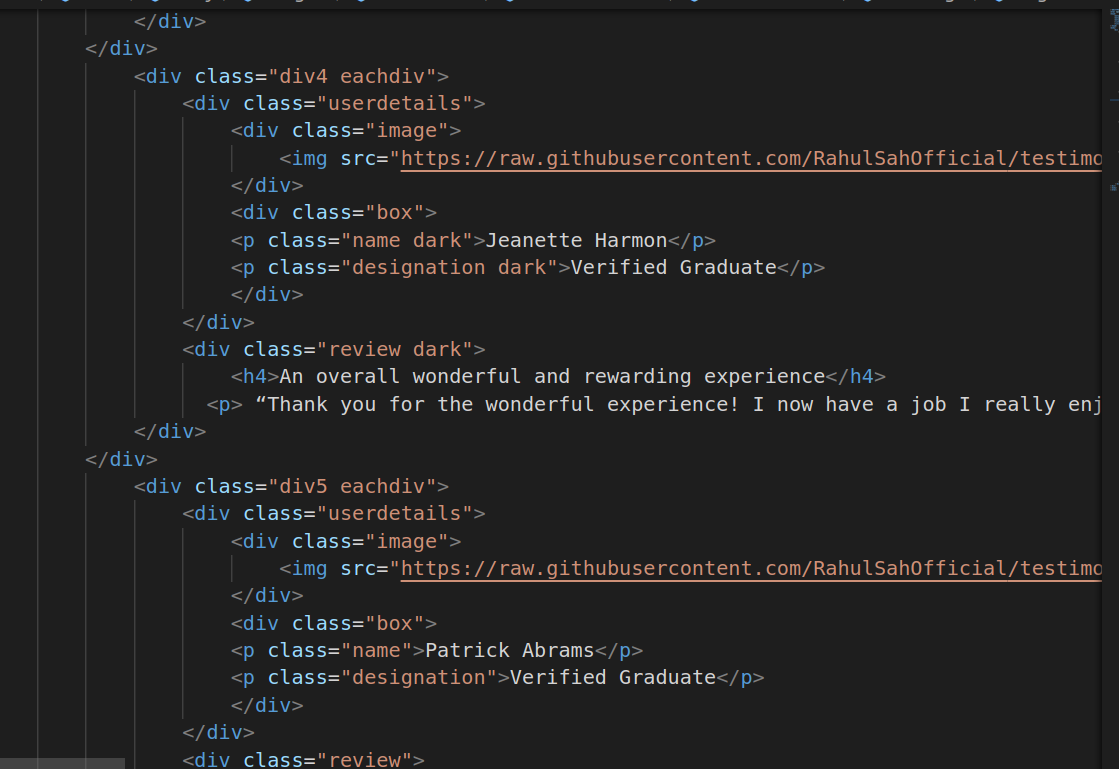 </div>
</div>
<div class="div4 eachdiv">
<div class="userdetails">
<div class="image">
<img src="https://raw.githubusercontent.com/RahulSahOfficial/testimo
</div>
<div class="box">
<p class="name dark">Jeanette Harmon</p>
<p class="designation dark">Verified Graduate</p>
</div>
</div>
<div class="review dark">
<h4>An overall wonderful and rewarding experience</h4>
<p> “Thank you for the wonderful experience! I now have a job I really enj
</div>
</div>
<div class="div5 eachdiv">
<div class="userdetails">
<div class="image">
<img src="https://raw.githubusercontent.com/RahulSahOfficial/testimo
</div>
<div class="box">
<p class="name">Patrick Abrams</p>
<p class="designation">Verified Graduate</p>
</div>
</div>
<div class="review">